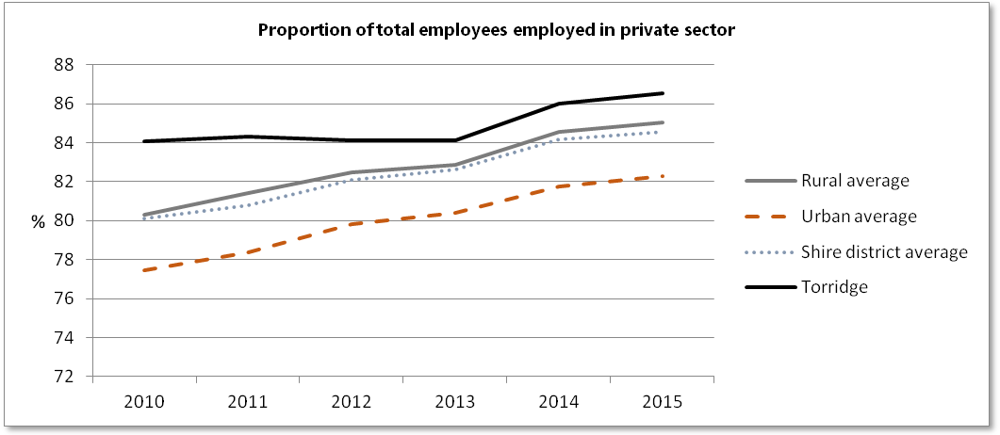 Proportion of total employees employed in private sector
88
86
84
82
80
78
76
74
72
%
2010 2011 2012 2013 2014 2015
Rural average
Urban average
Shire district average
Torridge